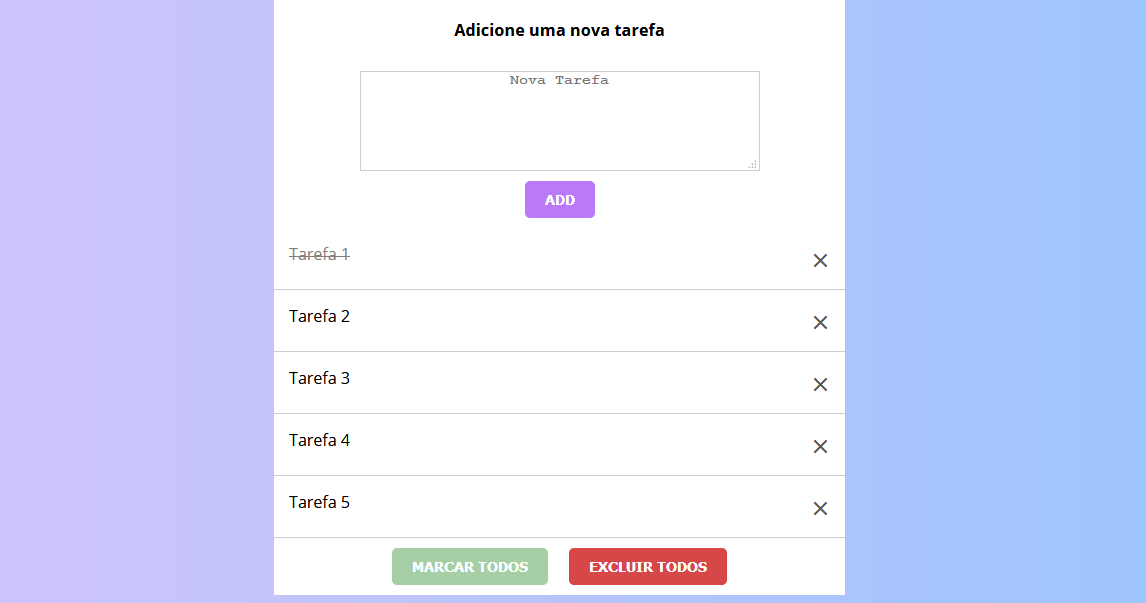 Adicione uma nova tarefa
Nova Tarefa
ADD
Tarefa 1
Tarefa 2
Tarefa 3
Tarefa 4
Tarefa 5
MARCAR TODOS EXCLUIR TODOS